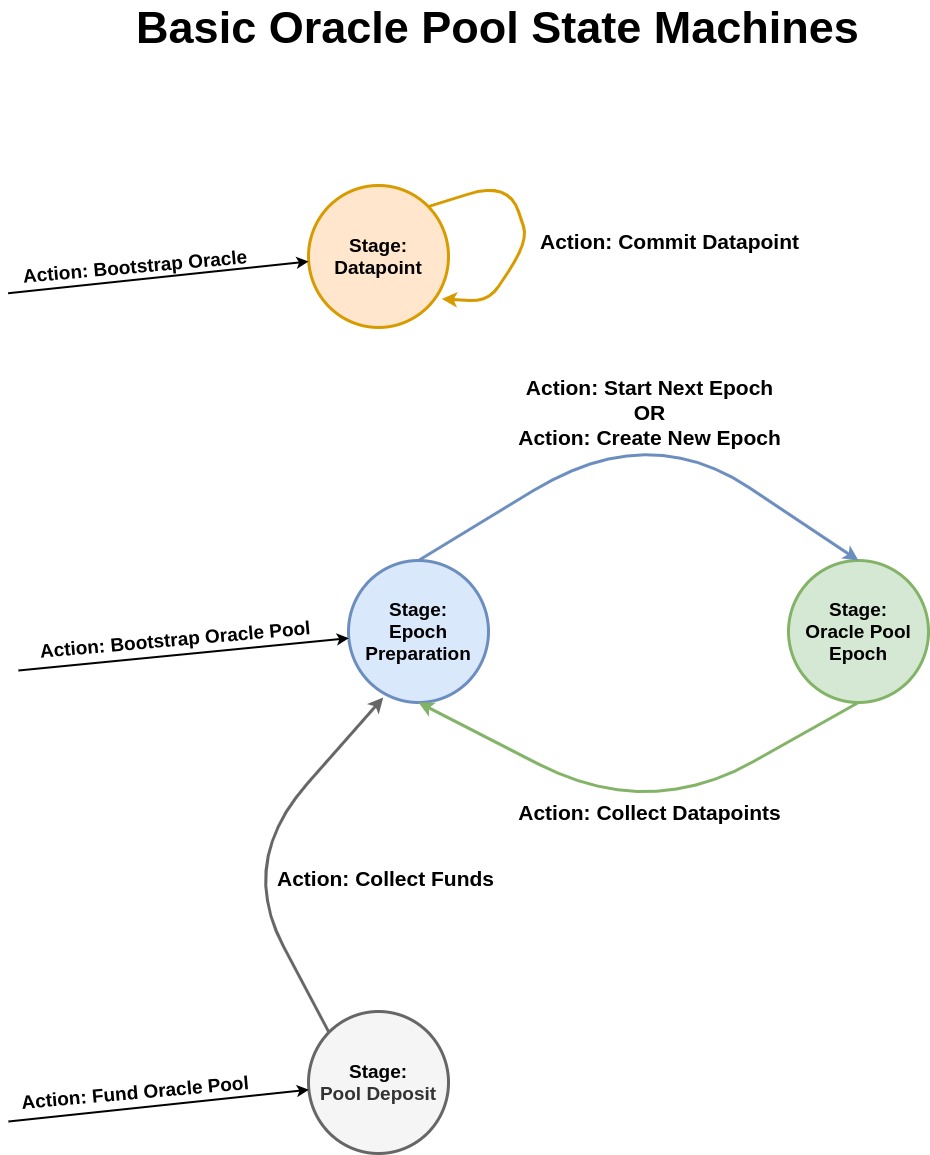 Basic Oracle Pool State Machines
Action: Bootstrap Oracle
Stage:
Datapoint
Action: Commit Datapoint
Action: Start Next Epoch
OR
Action: Create New Epoch
Action: Bootstrap Oracle Pool
Stage:
Epoch
Preparation
Stage:
Oracle Pool
Epoch
Action: Collect Datapoints
Action: Collect Funds
Action: Fund Oracle Pool
Stage:
Pool Deposit